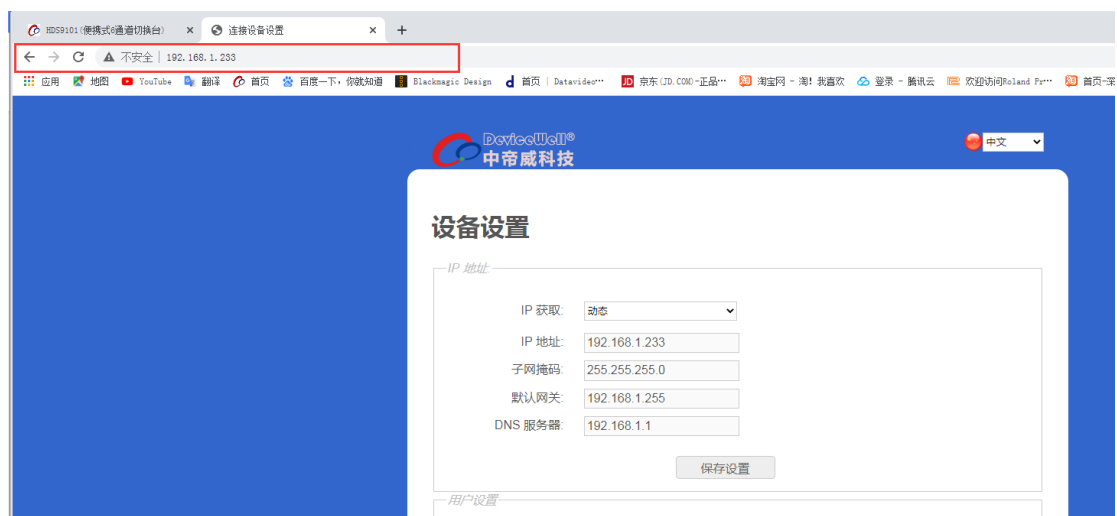 HDS9101(便携式6通道切换台) × 连接设备设置 × +
不安全 | 192.168.1.233
应用 地图 YouTube 翻译 首页 百度一下,你就知道 Blackmagic Design 首页 | Datavideo… 京东(JD.COM)-正品… 淘宝网 - 淘!我喜欢 登录 - 腾讯云 欢迎访问Roland Pr… 首页-深
DeviceWell®
中帝威科技
中文
设备设置
IP 地址:
IP 获取: 动态
IP 地址: 192.168.1.233
子网掩码: 255.255.255.0
默认网关: 192.168.1.255
DNS 服务器: 192.168.1.1
保存设置
用户设置